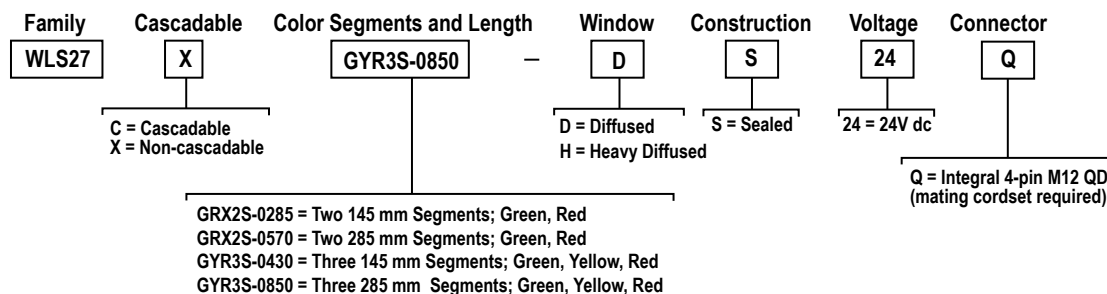 Family Cascadable Color Segments and Length Window Construction Voltage Connector
WLS27 X GYR3S-0850 – D S 24 Q
C = Cascadable
X = Non-cascadable
D = Diffused
H = Heavy Diffused
S = Sealed
24 = 24V dc
Q = Integral 4-pin M12 QD
(mating cordset required)
GRX2S-0285 = Two 145 mm Segments; Green, Red
GRX2S-0570 = Two 285 mm Segments; Green, Red
GYR3S-0430 = Three 145 mm Segments; Green, Yellow, Red
GYR3S-0850 = Three 285 mm Segments; Green, Yellow, Red